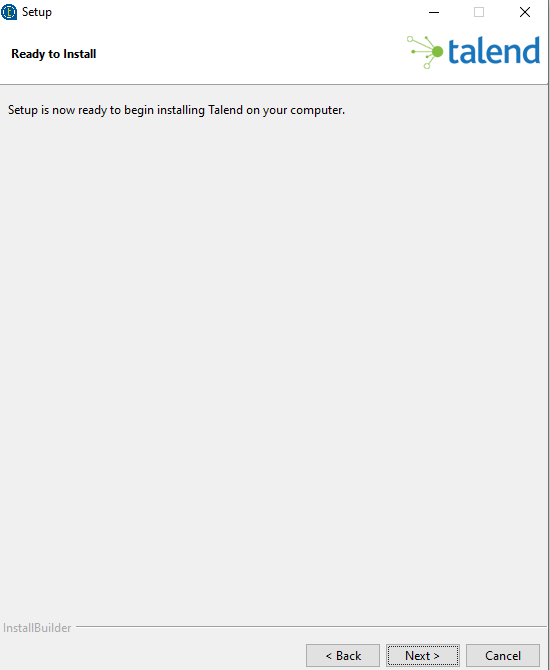 Setup
Ready to Install
talend
Setup is now ready to begin installing Talend on your computer.
InstallBuilder
< Back
Next >
Cancel